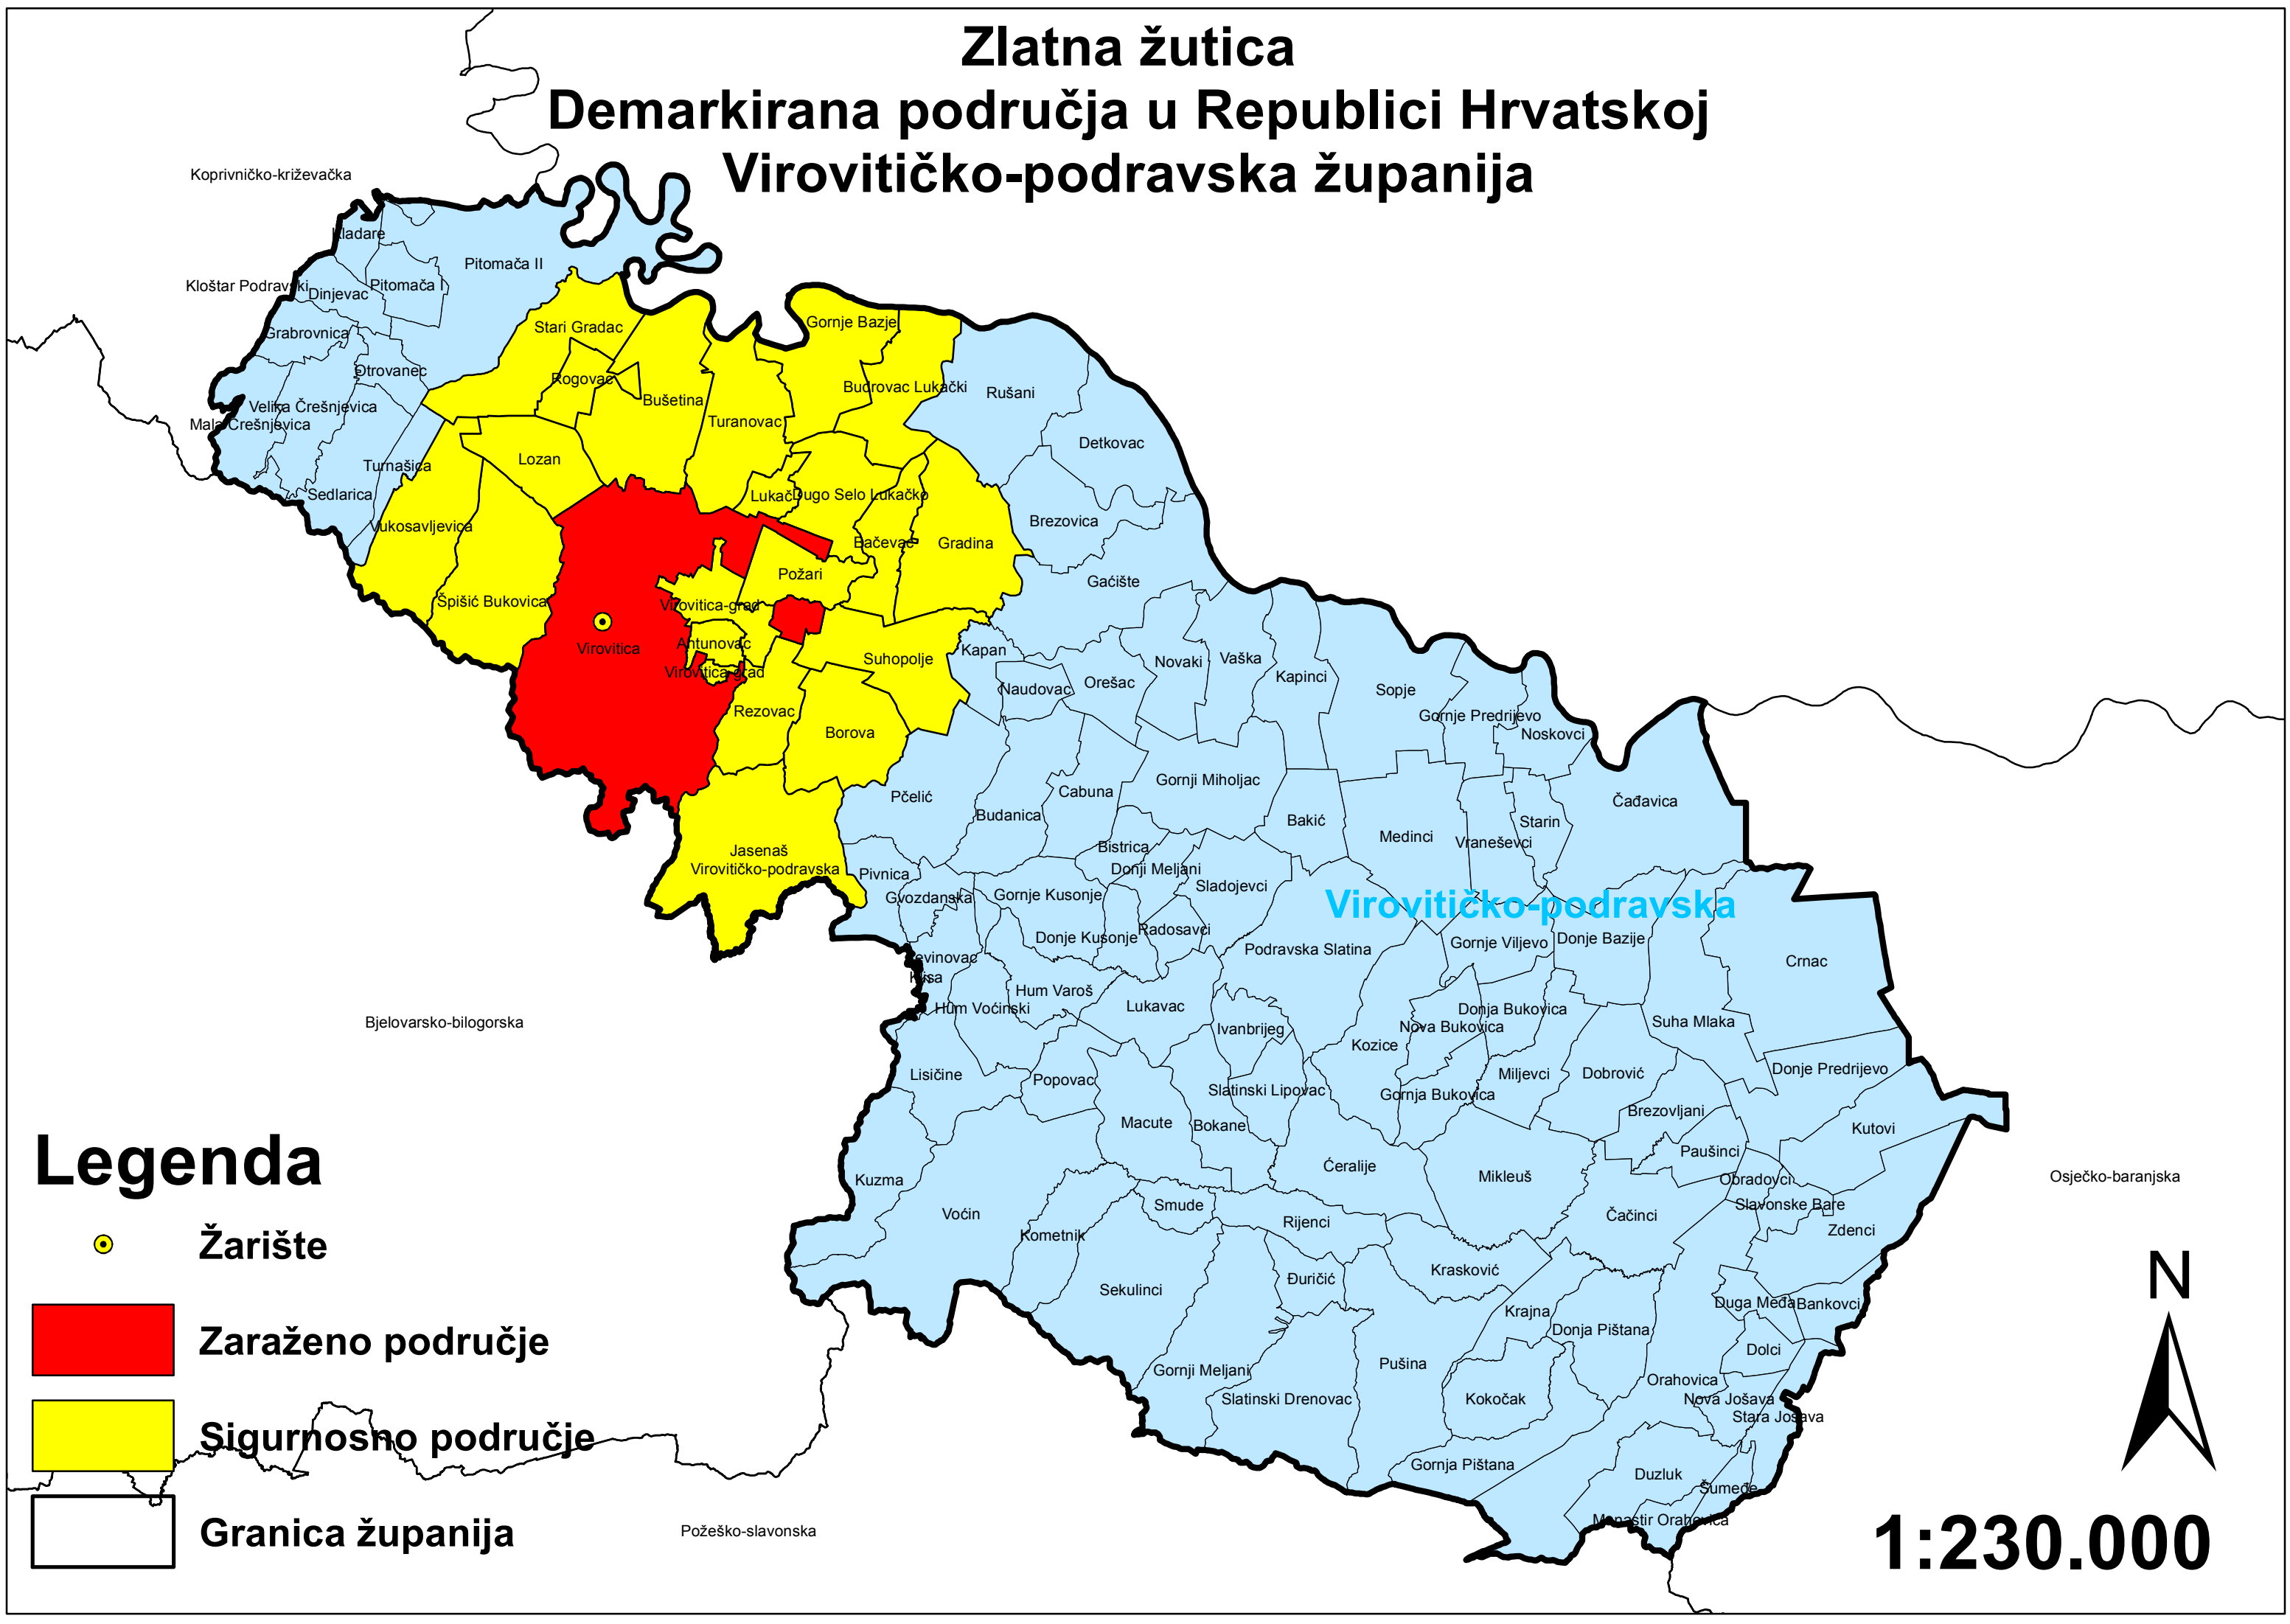 Zlatna žutica
Demarkirana područja u Republici Hrvatskoj
Virovitičko-podravska županija
Koprivničko-križevačka
Kladare
Pitomača II
Kloštar Podravski
Dinjevac
Pitomača I
Grabrovnica
Otrovanec
Velika Črešnjevica
Mala Črešnjevica
Turnašica
Sedlarica
Stari Gradac
Rogovac
Bušetina
Gornje Bazje
Budrovac Lukački
Turanovac
Lozan
Lukač
Dugo Selo Lukačko
Vukosavljevica
Bačevac
Gradina
Požari
Špišić Bukovica
Virovitica-grad
Virovitica
Antunovac
Virovitica-grad
Suhopolje
Rezovac
Borova
Jasenaš
Virovitičko-podravska
Rušani
Detkovac
Brezovica
Gaćište
Kapan
Naudovac
Orešac
Novaki
Vaška
Kapinci
Sopje
Gornje Predrijevo
Noskovci
Pčelić
Budanica
Cabuna
Gornji Miholjac
Bakić
Medinci
Vraneševci
Starin
Čađavica
Bistrica
Donji Meljani
Pivnica
Gvozdanska
Gornje Kusonje
Sladojevci
Virovitičko-podravska
Donje Kusonje
Radosavci
Podravska Slatina
Gornje Viljevo
Donje Bazije
Crnac
Levinovac
Klisa
Hum Varoš
Hum Voćinski
Lukavac
Ivanbrijeg
Nova Bukovica
Donja Bukovica
Suha Mlaka
Kozice
Bjelovarsko-bilogorska
Lisičine
Popovac
Slatinski Lipovac
Gornja Bukovica
Miljevci
Dobrović
Donje Predrijevo
Brezovljani
Macute
Bokane
Kutovi
Paušinci
Kuzma
Ćeralije
Mikleuš
Obradovci
Slavonske Bare
Osječko-baranjska
Voćin
Smude
Rijenci
Čačinci
Zdenci
Kometnik
Sekulinci
Đuričić
Krasković
Krajna
Duga Međa
Bankovci
Donja Pištana
Dolci
Gornji Meljani
Pušina
Slatinski Drenovac
Kokočak
Orahovica
Nova Jošava
Stara Jošava
Gornja Pištana
Duzluk
Šumeđe
Manastir Orahovica
Požeško-slavonska
Legenda
Žarište
Zaraženo područje
Sigurnosno područje
Granica županija
N
1:230.000